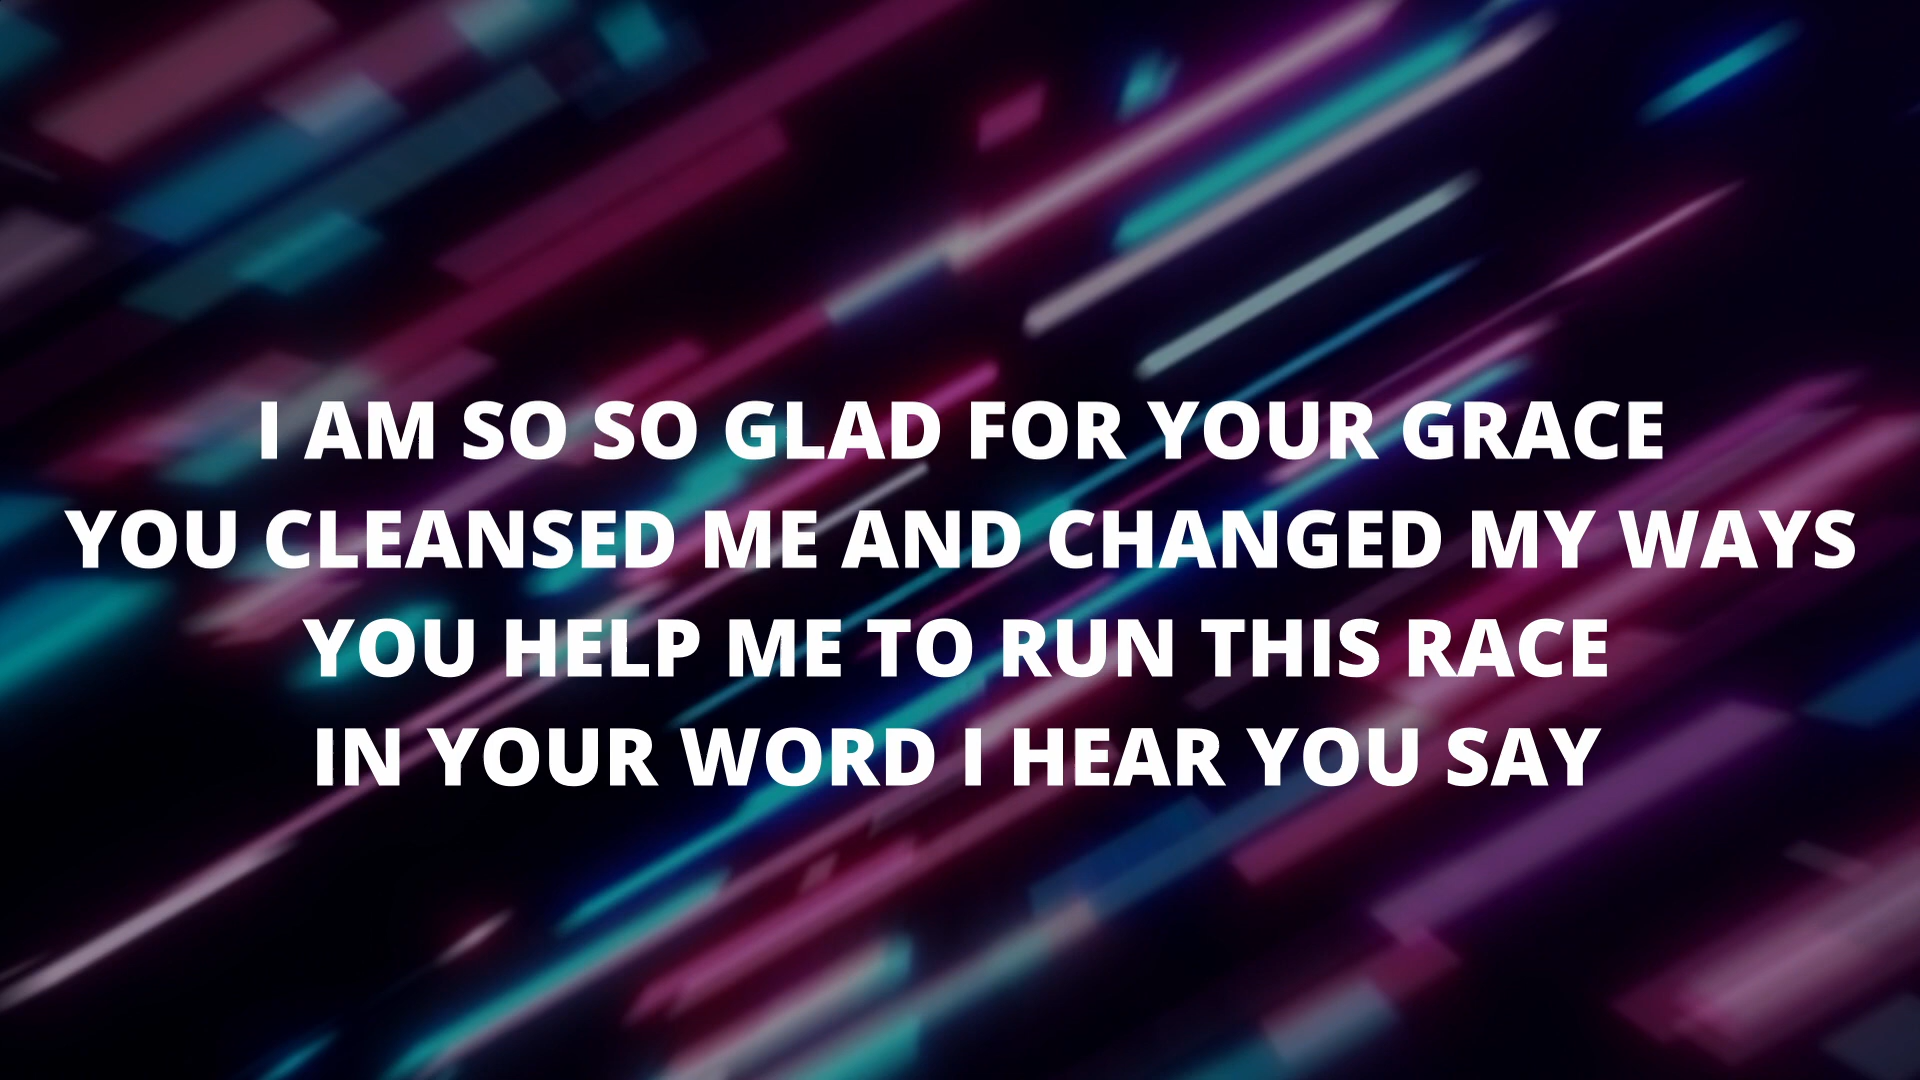 I AM SO SO GLAD FOR YOUR GRACE
YOU CLEANSED ME AND CHANGED MY WAYS
YOU HELP ME TO RUN THIS RACE
IN YOUR WORD I HEAR YOU SAY